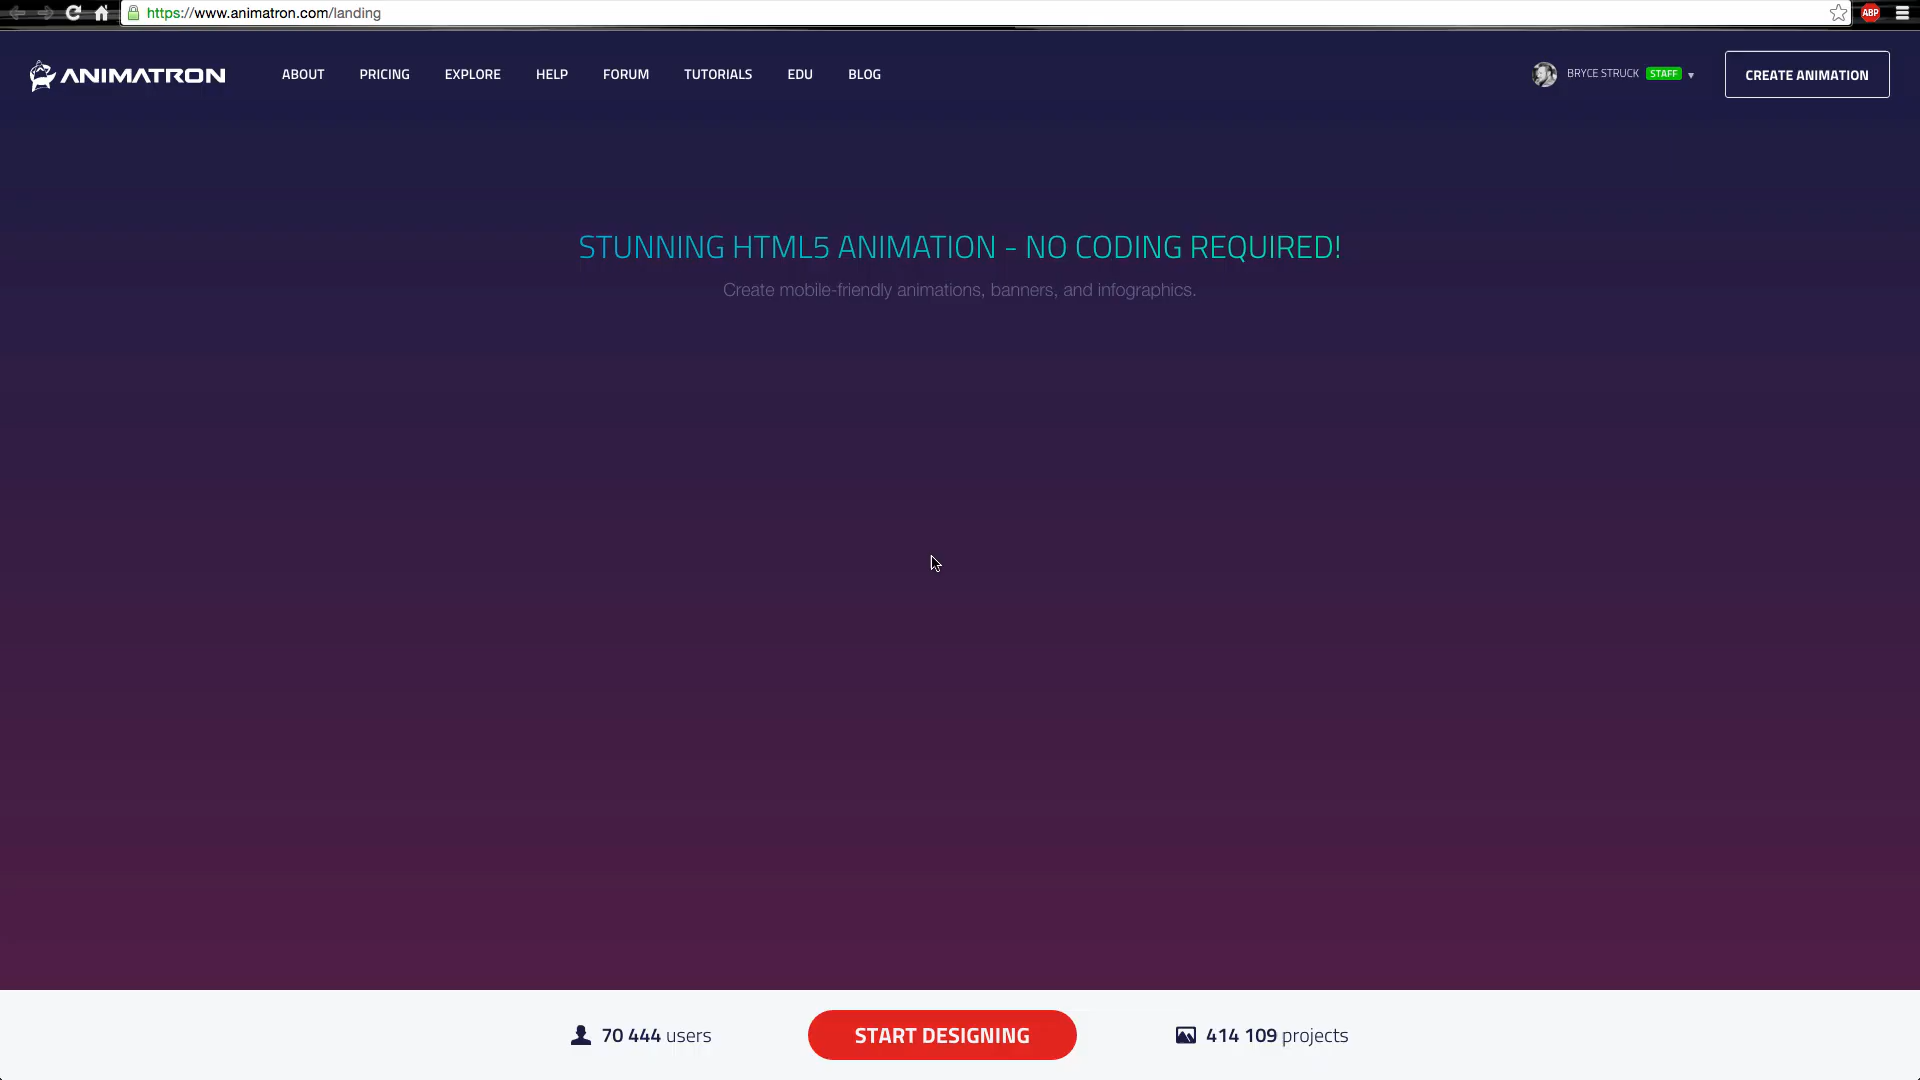 https://www.animatron.com/landing
ABP
ANIMATRON
ABOUT PRICING EXPLORE HELP FORUM TUTORIALS EDU BLOG
BRYCE STRUCK STAFF
CREATE ANIMATION
STUNNING HTML5 ANIMATION - NO CODING REQUIRED!
Create mobile-friendly animations, banners, and infographics.
70 444 users
START DESIGNING
414 109 projects